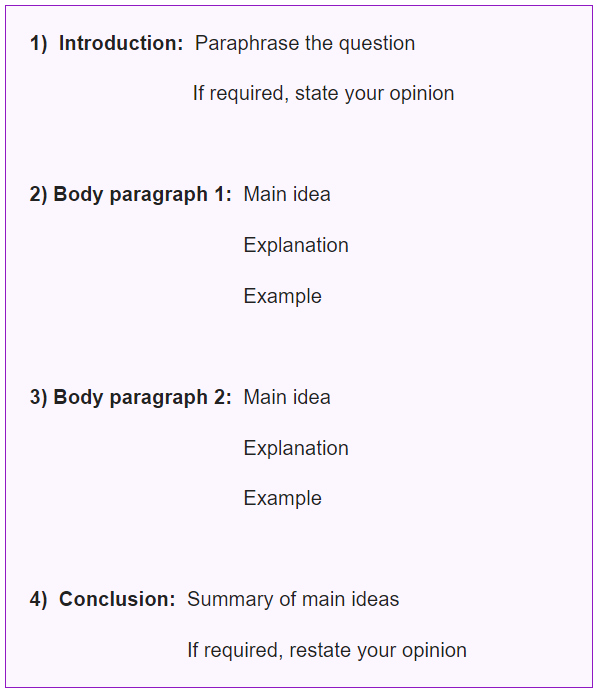 1) Introduction: Paraphrase the question
If required, state your opinion
2) Body paragraph 1: Main idea
Explanation
Example
3) Body paragraph 2: Main idea
Explanation
Example
4) Conclusion: Summary of main ideas
If required, restate your opinion